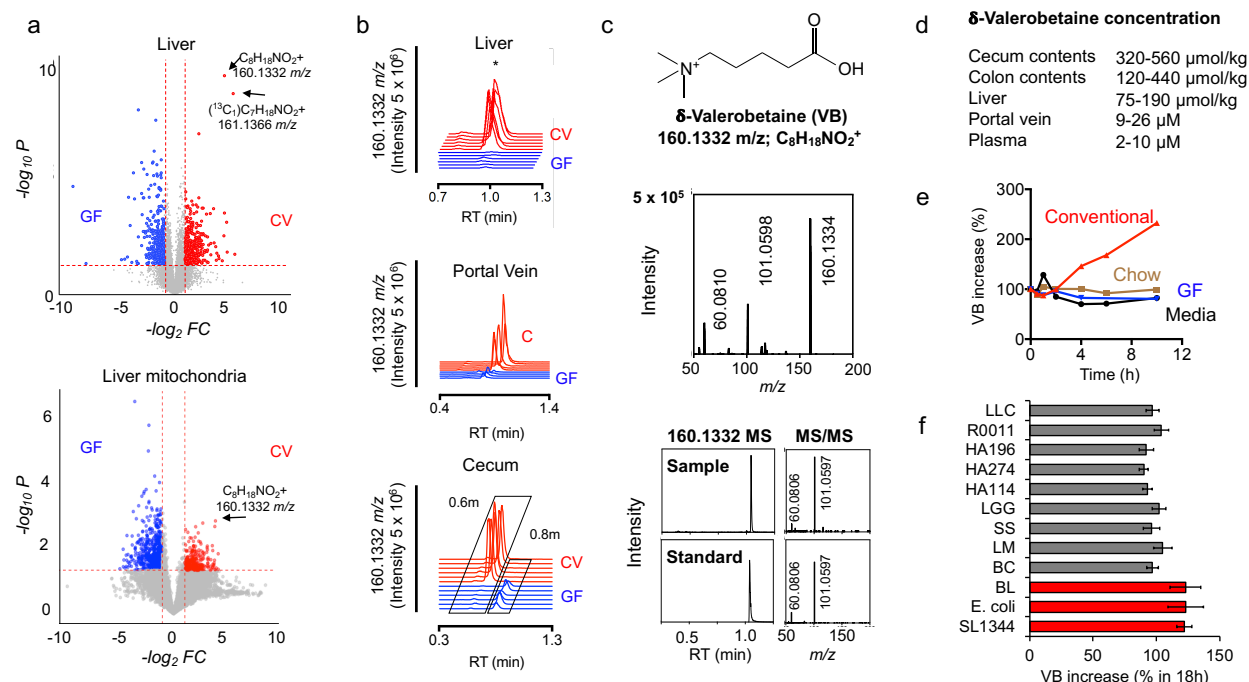 a
Liver
10
5
0
-log10 P
C8H18NO2+
160.1332 m/z
(13C1)C7H18NO2+
161.1366 m/z
GF
CV
-10
-5
0
5
10
-log2 FC
Liver mitochondria
6
4
2
0
-log10 P
GF
CV
C8H18NO2+
160.1332 m/z
-10
-5
0
5
10
-log2 FC
b
Liver
*
160.1332 m/z
(Intensity 5 x 10⁶)
CV
GF
0.7
1.0
1.3
RT (min)
Portal Vein
160.1332 m/z
(Intensity 5 x 10⁶)
C
GF
0.4
1.4
RT (min)
Cecum
160.1332 m/z
(Intensity 5 x 10⁶)
0.6m
0.8m
CV
GF
0.3
1.3
RT (min)
c
O
OH
N+
δ-Valerobetaine (VB)
160.1332 m/z; C₈H₁₈NO₂⁺
5 x 10⁵
Intensity
60.0810
101.0598
160.1334
50
100
150
200
m/z
160.1332 MS
MS/MS
Sample
60.0806
101.0597
Intensity
Standard
60.0806
101.0597
0.5
1.0
RT (min)
50
150
m/z
d
δ-Valerobetaine concentration
Cecum contents 320-560 μmol/kg
Colon contents 120-440 μmol/kg
Liver 75-190 μmol/kg
Portal vein 9-26 μM
Plasma 2-10 μM
e
300
200
100
0
VB increase (%)
Conventional
Chow
GF
Media
0
4
8
12
Time (h)
f
LLC
R0011
HA196
HA274
HA114
LGG
SS
LM
BC
BL
E. coli
SL1344
0
50
100
150
VB increase (% in 18h)